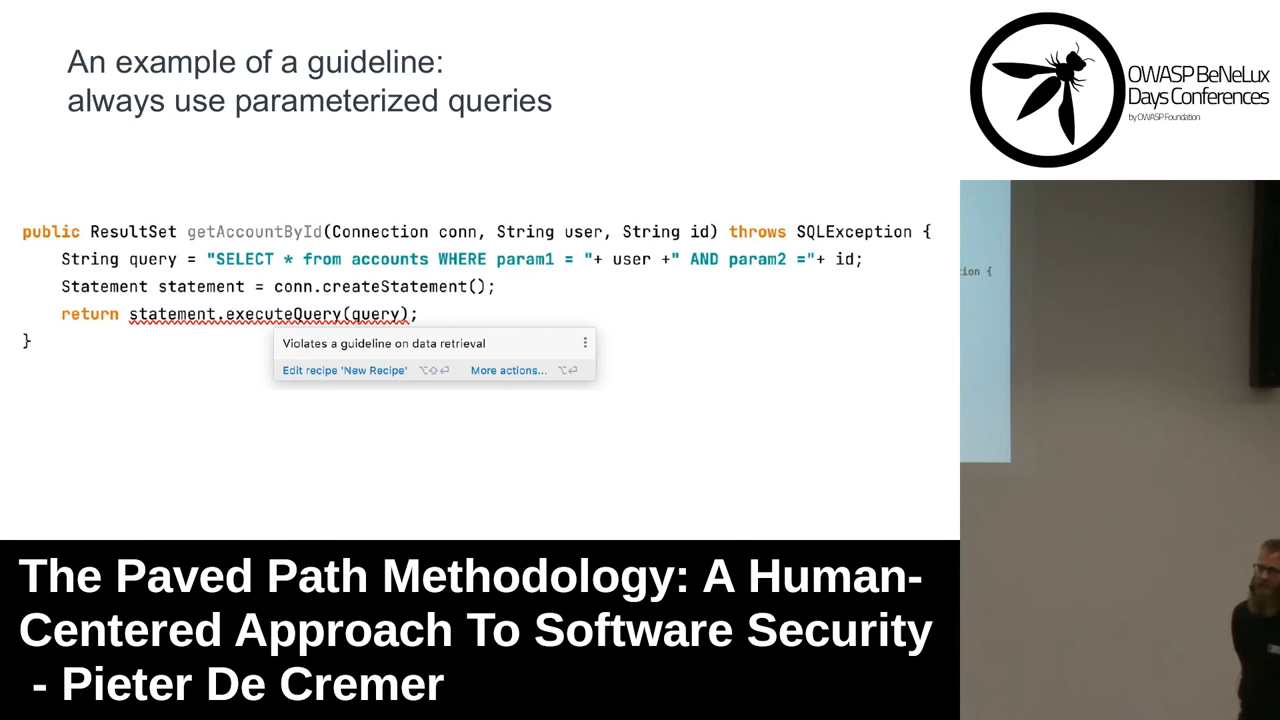 An example of a guideline:
always use parameterized queries
OWASP BeNeLux
Days Conferences
by OWASP Foundation
public ResultSet getAccountById(Connection conn, String user, String id) throws SQLException {
String query = "SELECT * from accounts WHERE param1 = "+ user +" AND param2 ="+ id;
Statement statement = conn.createStatement();
return statement.executeQuery(query);
}
Violates a guideline on data retrieval
Edit recipe 'New Recipe' ⌥⇧⏎ More actions... ⌥⏎
tion {
The Paved Path Methodology: A Human-
Centered Approach To Software Security
- Pieter De Cremer